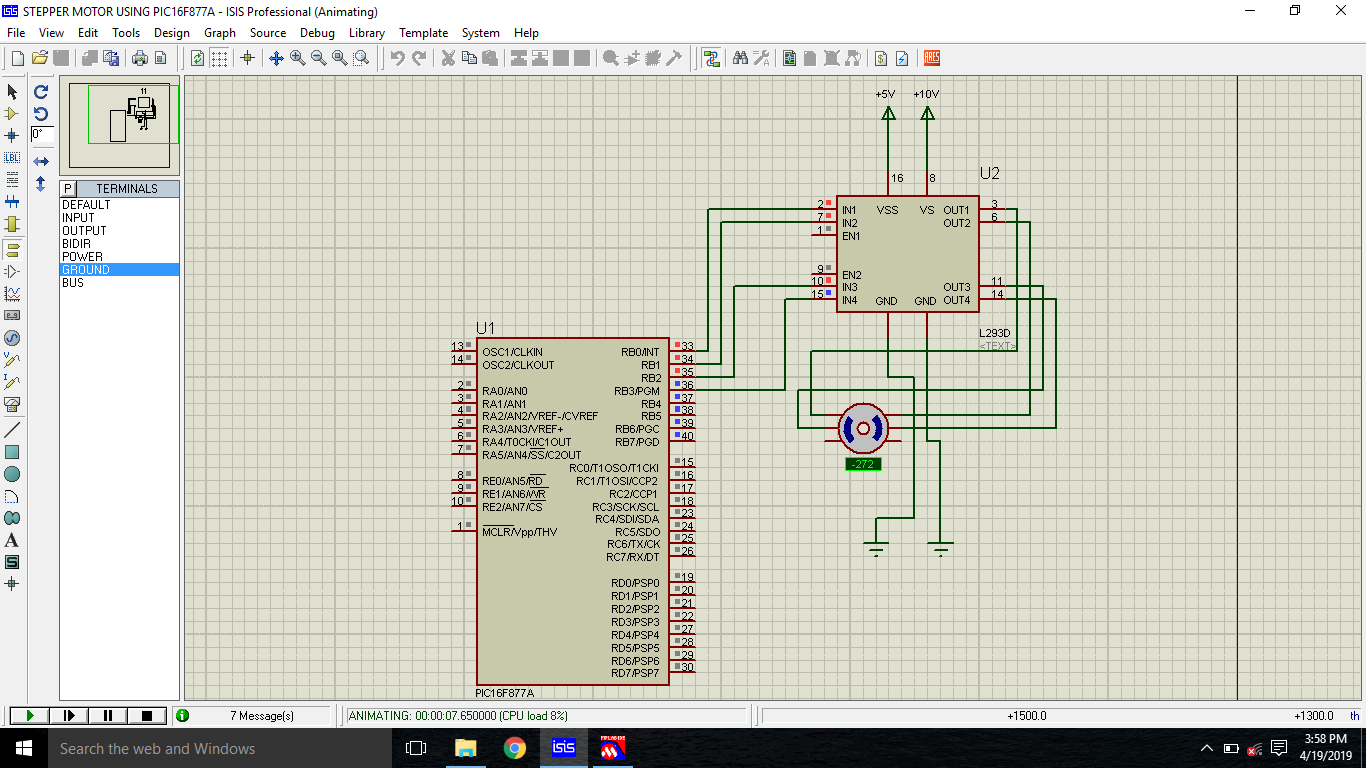 STEPPER MOTOR USING PIC16F877A - ISIS Professional (Animating)
File View Edit Tools Design Graph Source Debug Library Template System Help
LBL
ARES
0°
P TERMINALS
DEFAULT
INPUT
OUTPUT
BIDIR
POWER
GROUND
BUS
A
S
+5V +10V
U2
16 8
2 IN1 VSS VS OUT1 3
7 IN2 OUT2 6
1 EN1
9 EN2
10 IN3 OUT3 11
15 IN4 GND GND OUT4 14
L293D
<TEXT>
-272
U1
13 OSC1/CLKIN RB0/INT 33
14 OSC2/CLKOUT RB1 34
RB2 35
2 RA0/AN0 RB3/PGM 36
3 RA1/AN1 RB4 37
4 RA2/AN2/VREF-/CVREF RB5 38
5 RA3/AN3/VREF+ RB6/PGC 39
6 RA4/T0CKI/C1OUT RB7/PGD 40
7 RA5/AN4/SS/C2OUT
RC0/T1OSO/T1CKI 15
8 RE0/AN5/RD RC1/T1OSI/CCP2 16
9 RE1/AN6/WR RC2/CCP1 17
10 RE2/AN7/CS RC3/SCK/SCL 18
RC4/SDI/SDA 23
1 MCLR/Vpp/THV RC5/SDO 24
RC6/TX/CK 25
RC7/RX/DT 26
RD0/PSP0 19
RD1/PSP1 20
RD2/PSP2 21
RD3/PSP3 22
RD4/PSP4 27
RD5/PSP5 28
RD6/PSP6 29
RD7/PSP7 30
PIC16F877A
7 Message(s) ANIMATING: 00:00:07.650000 (CPU load 8%) +1500.0 +1300.0 th
Search the web and Windows
isis
3:58 PM
4/19/2019